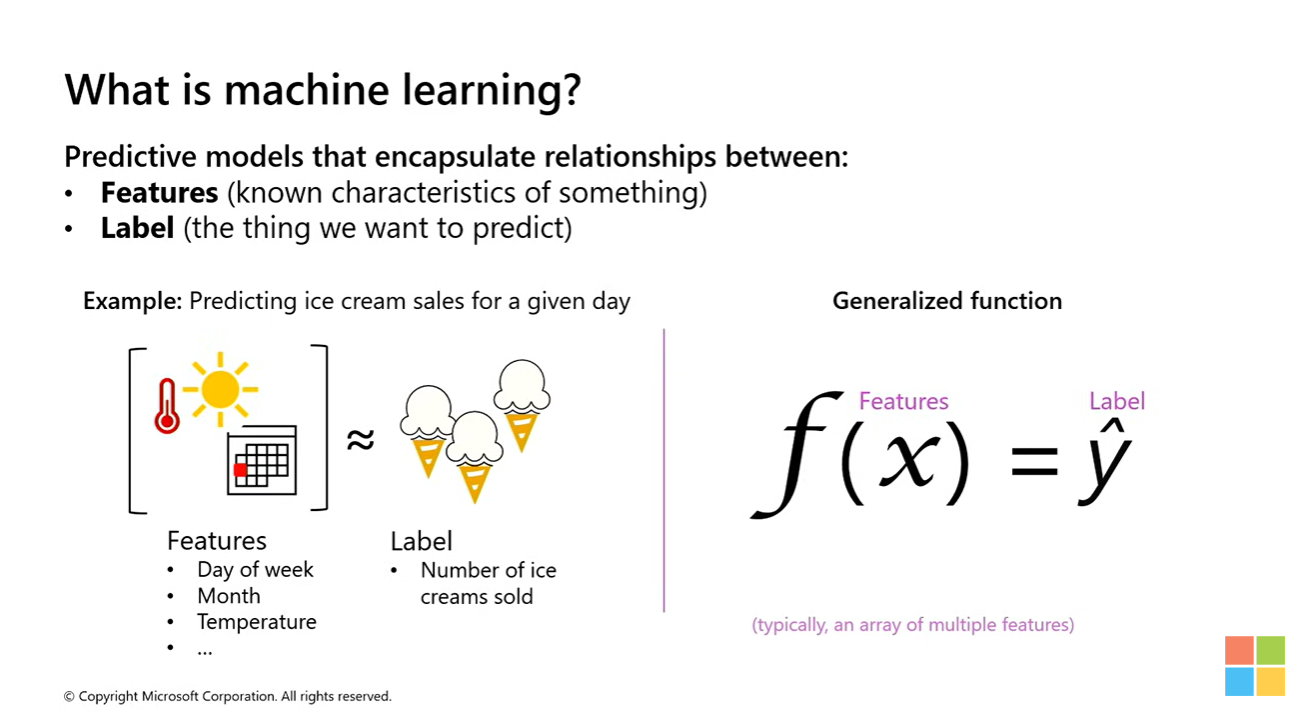 What is machine learning?
Predictive models that encapsulate relationships between:
• Features (known characteristics of something)
• Label (the thing we want to predict)
Example: Predicting ice cream sales for a given day
≈
Features
• Day of week
• Month
• Temperature
• ...
Label
• Number of ice
creams sold
Generalized function
Features
Label
f(x) = ŷ
(typically, an array of multiple features)
© Copyright Microsoft Corporation. All rights reserved.